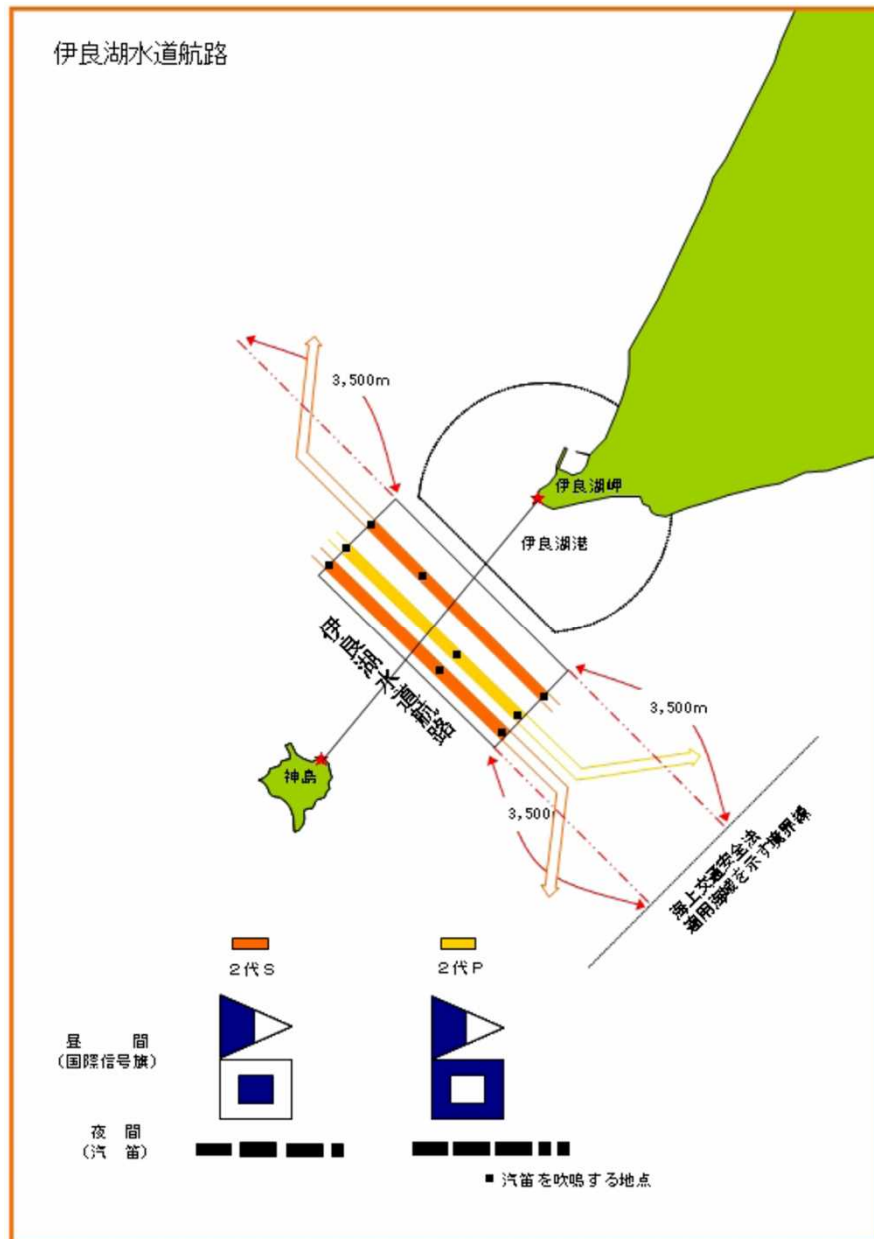 伊良湖水道航路
3,500m
伊良湖岬
伊良湖港
伊良湖水道航路
3,500m
神島
3,500
海上交通安全法
適用海域を示す境界線
2代S
2代P
昼 間
(国際信号旗)
夜 間
(汽 笛)
■ 汽笛を吹鳴する地点